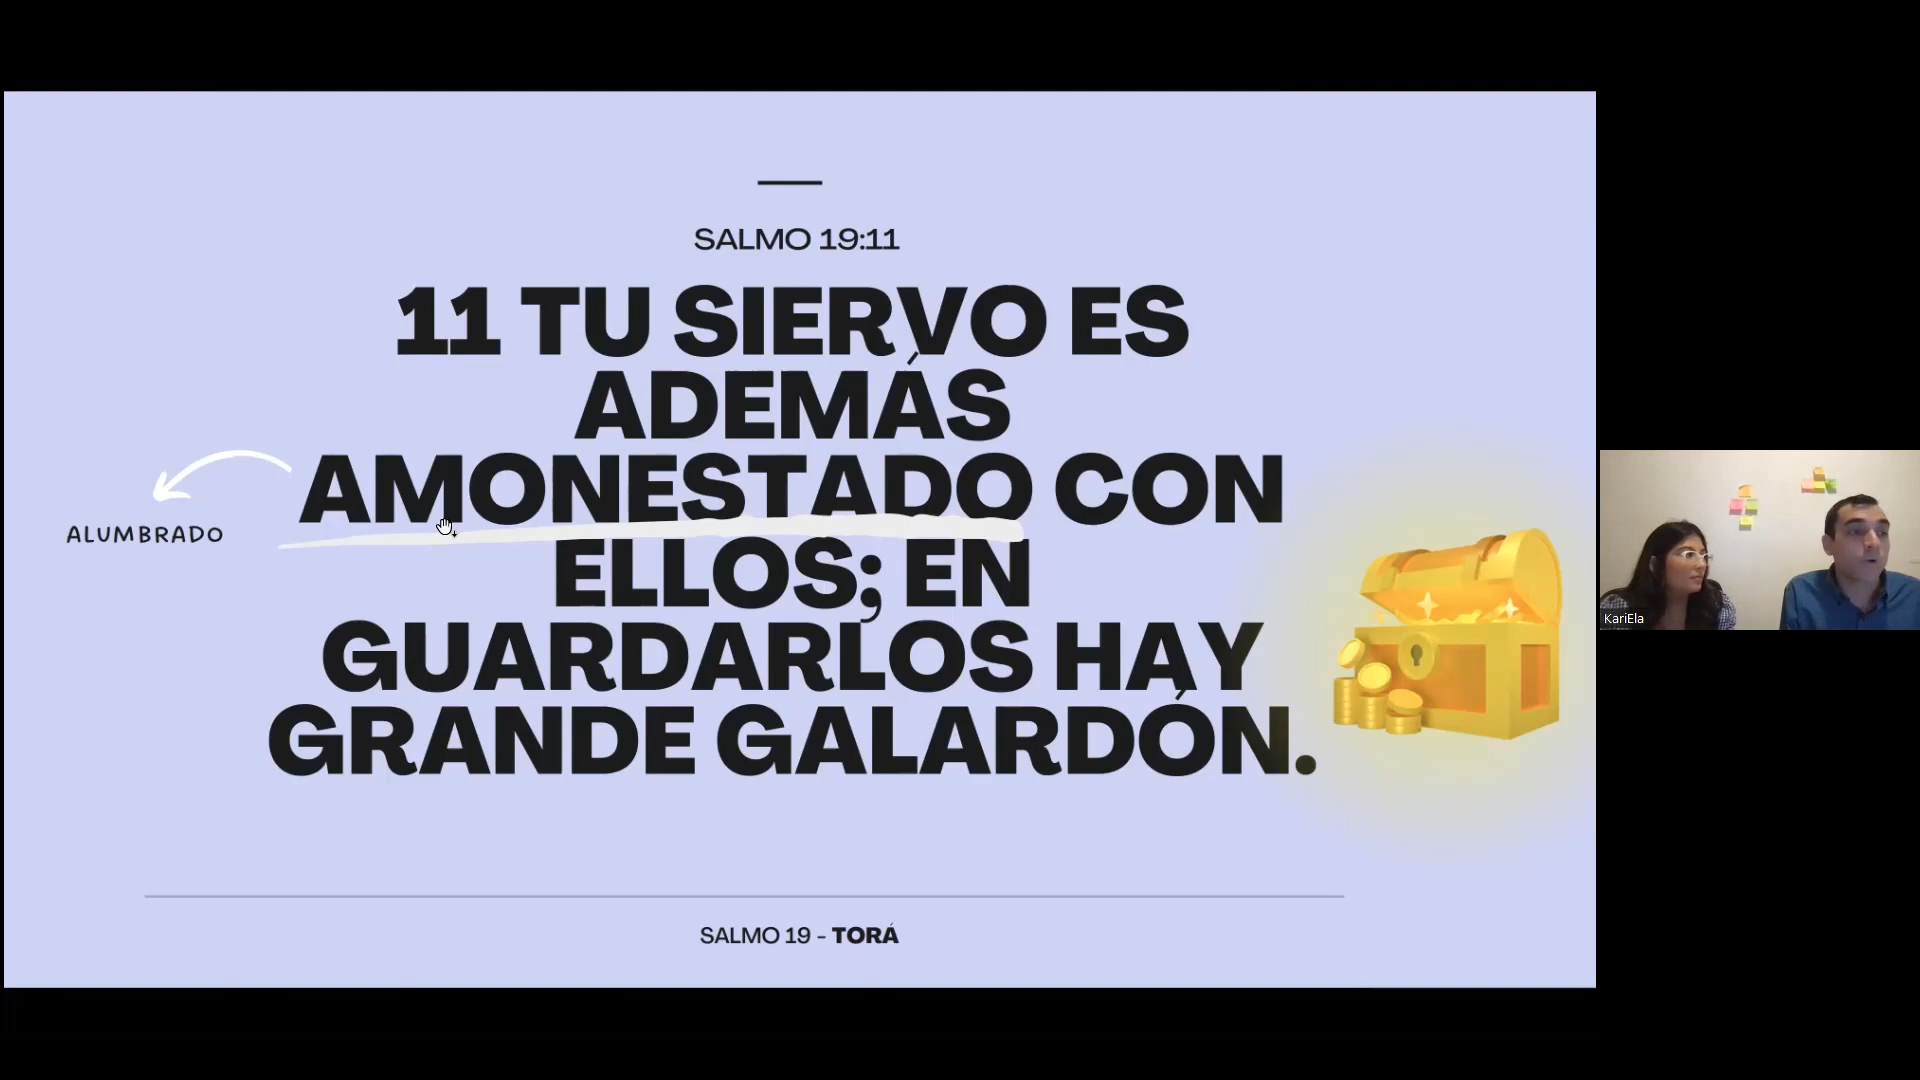 SALMO 19:11
11 TU SIERVO ES
ADEMÁS
AMONESTADO CON
ELLOS; EN
GUARDARLOS HAY
GRANDE GALARDÓN.
ALUMBRADO
SALMO 19 - TORÁ
KariEla